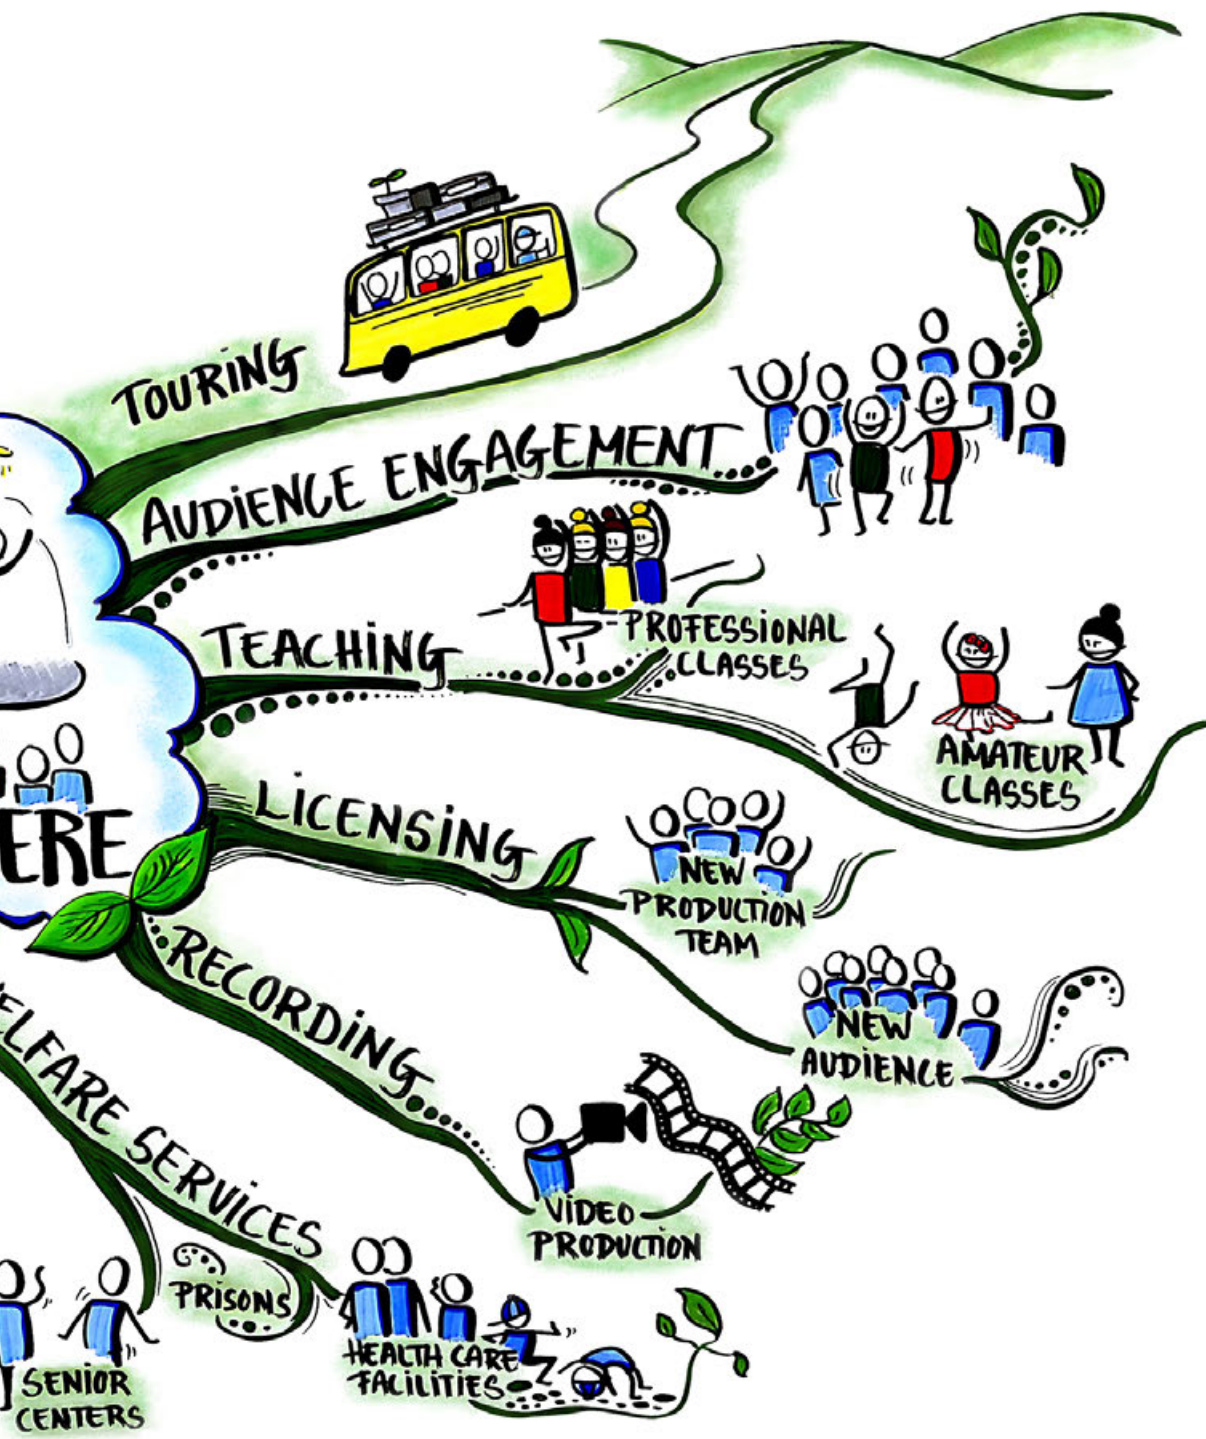 TOURING
AUDIENCE ENGAGEMENT
TEACHING
PROFESSIONAL
CLASSES
AMATEUR
CLASSES
LICENSING
NEW
PRODUCTION
TEAM
NEW
AUDIENCE
ERE
RECORDING
VIDEO
PRODUCTION
ELFARE SERVICES
PRISONS
HEALTH CARE
FACILITIES
SENIOR
CENTERS